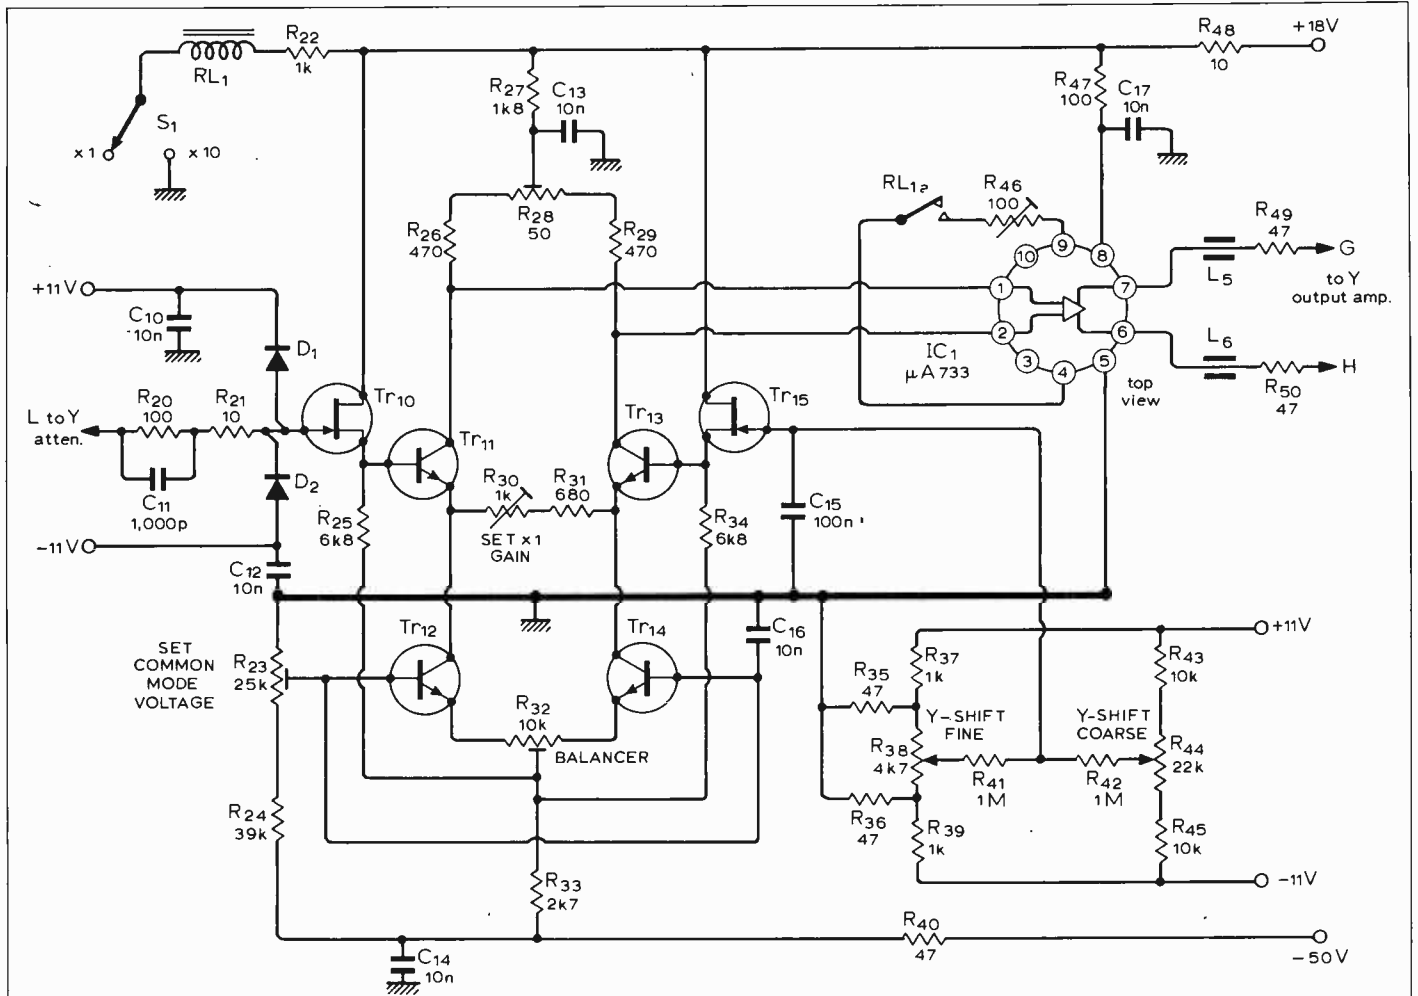 R22
1k
RL1
S1
x 1
x 10
R27
1k8
C13
10n
R48
10
+18V
R47
100
C17
10n
R26
470
R28
50
R29
470
RL1a
R46
100
10
9
8
1
7
2
6
3
4
5
IC1
μA733
top
view
R49
47
G
L5
to Y
output amp.
L6
H
R50
47
+11V
C10
10n
D1
Tr10
L to Y
atten.
R20
100
R21
10
C11
1,000p
D2
-11V
C12
10n
Tr11
Tr13
Tr15
R30
1k
R31
680
SET x1
GAIN
R25
6k8
R34
6k8
C15
100n
SET
COMMON
MODE
VOLTAGE
R23
25k
Tr12
Tr14
C16
10n
R32
10k
BALANCER
R24
39k
R33
2k7
C14
10n
R40
47
-50V
+11V
R37
1k
R43
10k
R35
47
Y-SHIFT
FINE
Y-SHIFT
COARSE
R38
4k7
R41
1M
R42
1M
R44
22k
R36
47
R39
1k
R45
10k
-11V